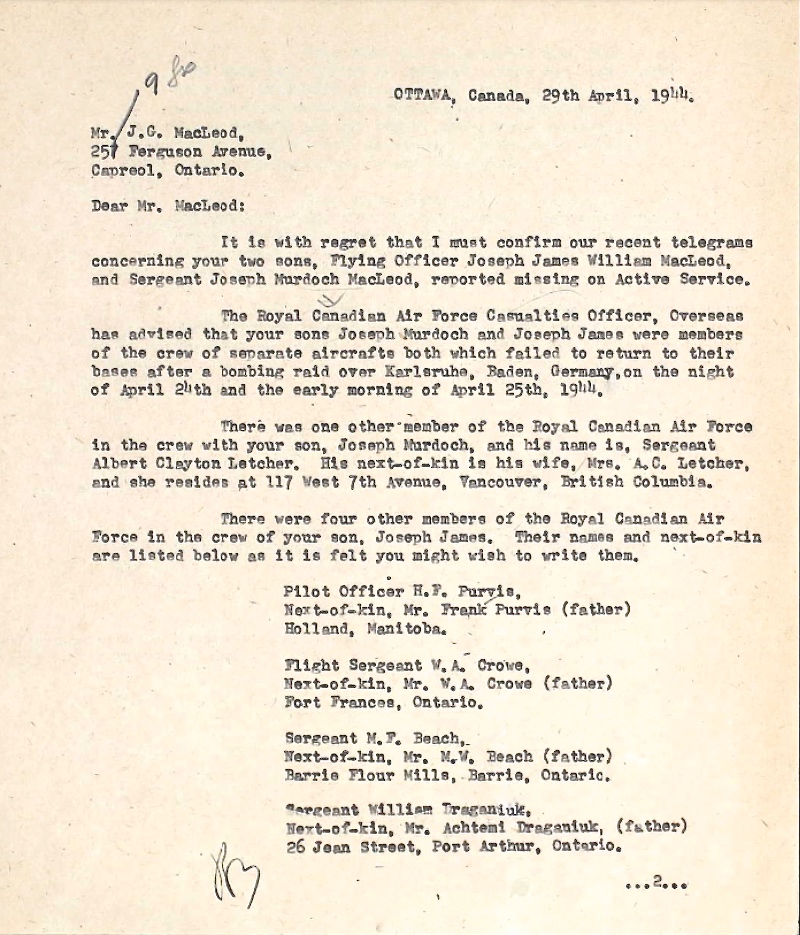 OTTAWA, Canada, 29th April, 1944.
Mr. J.G. MacLeod,
257 Ferguson Avenue,
Capreol, Ontario.
Dear Mr. MacLeod:
It is with regret that I must confirm our recent telegrams
concerning your two sons, Flying Officer Joseph James William MacLeod,
and Sergeant Joseph Murdoch MacLeod, reported missing on Active Service.
The Royal Canadian Air Force Casualties Officer, Overseas
has advised that your sons Joseph Murdoch and Joseph James were members
of the crew of separate aircrafts both which failed to return to their
bases after a bombing raid over Karlsruhe, Baden, Germany,on the night
of April 24th and the early morning of April 25th, 1944.
There was one other member of the Royal Canadian Air Force
in the crew with your son, Joseph Murdoch, and his name is, Sergeant
Albert Clayton Letcher. His next-of-kin is his wife, Mrs. A.C. Letcher,
and she resides at 117 West 7th Avenue, Vancouver, British Columbia.
There were four other members of the Royal Canadian Air
Force in the crew of your son, Joseph James. Their names and next-of-kin
are listed below as it is felt you might wish to write them.
Pilot Officer H.F. Purvis,
Next-of-kin, Mr. Frank Purvis (father)
Holland, Manitoba.
Flight Sergeant W.A. Crowe,
Next-of-kin, Mr. W.A. Crowe (father)
Fort Frances, Ontario.
Sergeant M.F. Beach,
Next-of-kin, Mr. M.W. Beach (father)
Barrie Flour Mills, Barrie, Ontario.
Sergeant William Draganiuk,
Next-of-kin, Mr. Achtemi Draganiuk, (father)
26 Jean Street, Port Arthur, Ontario.
...2...